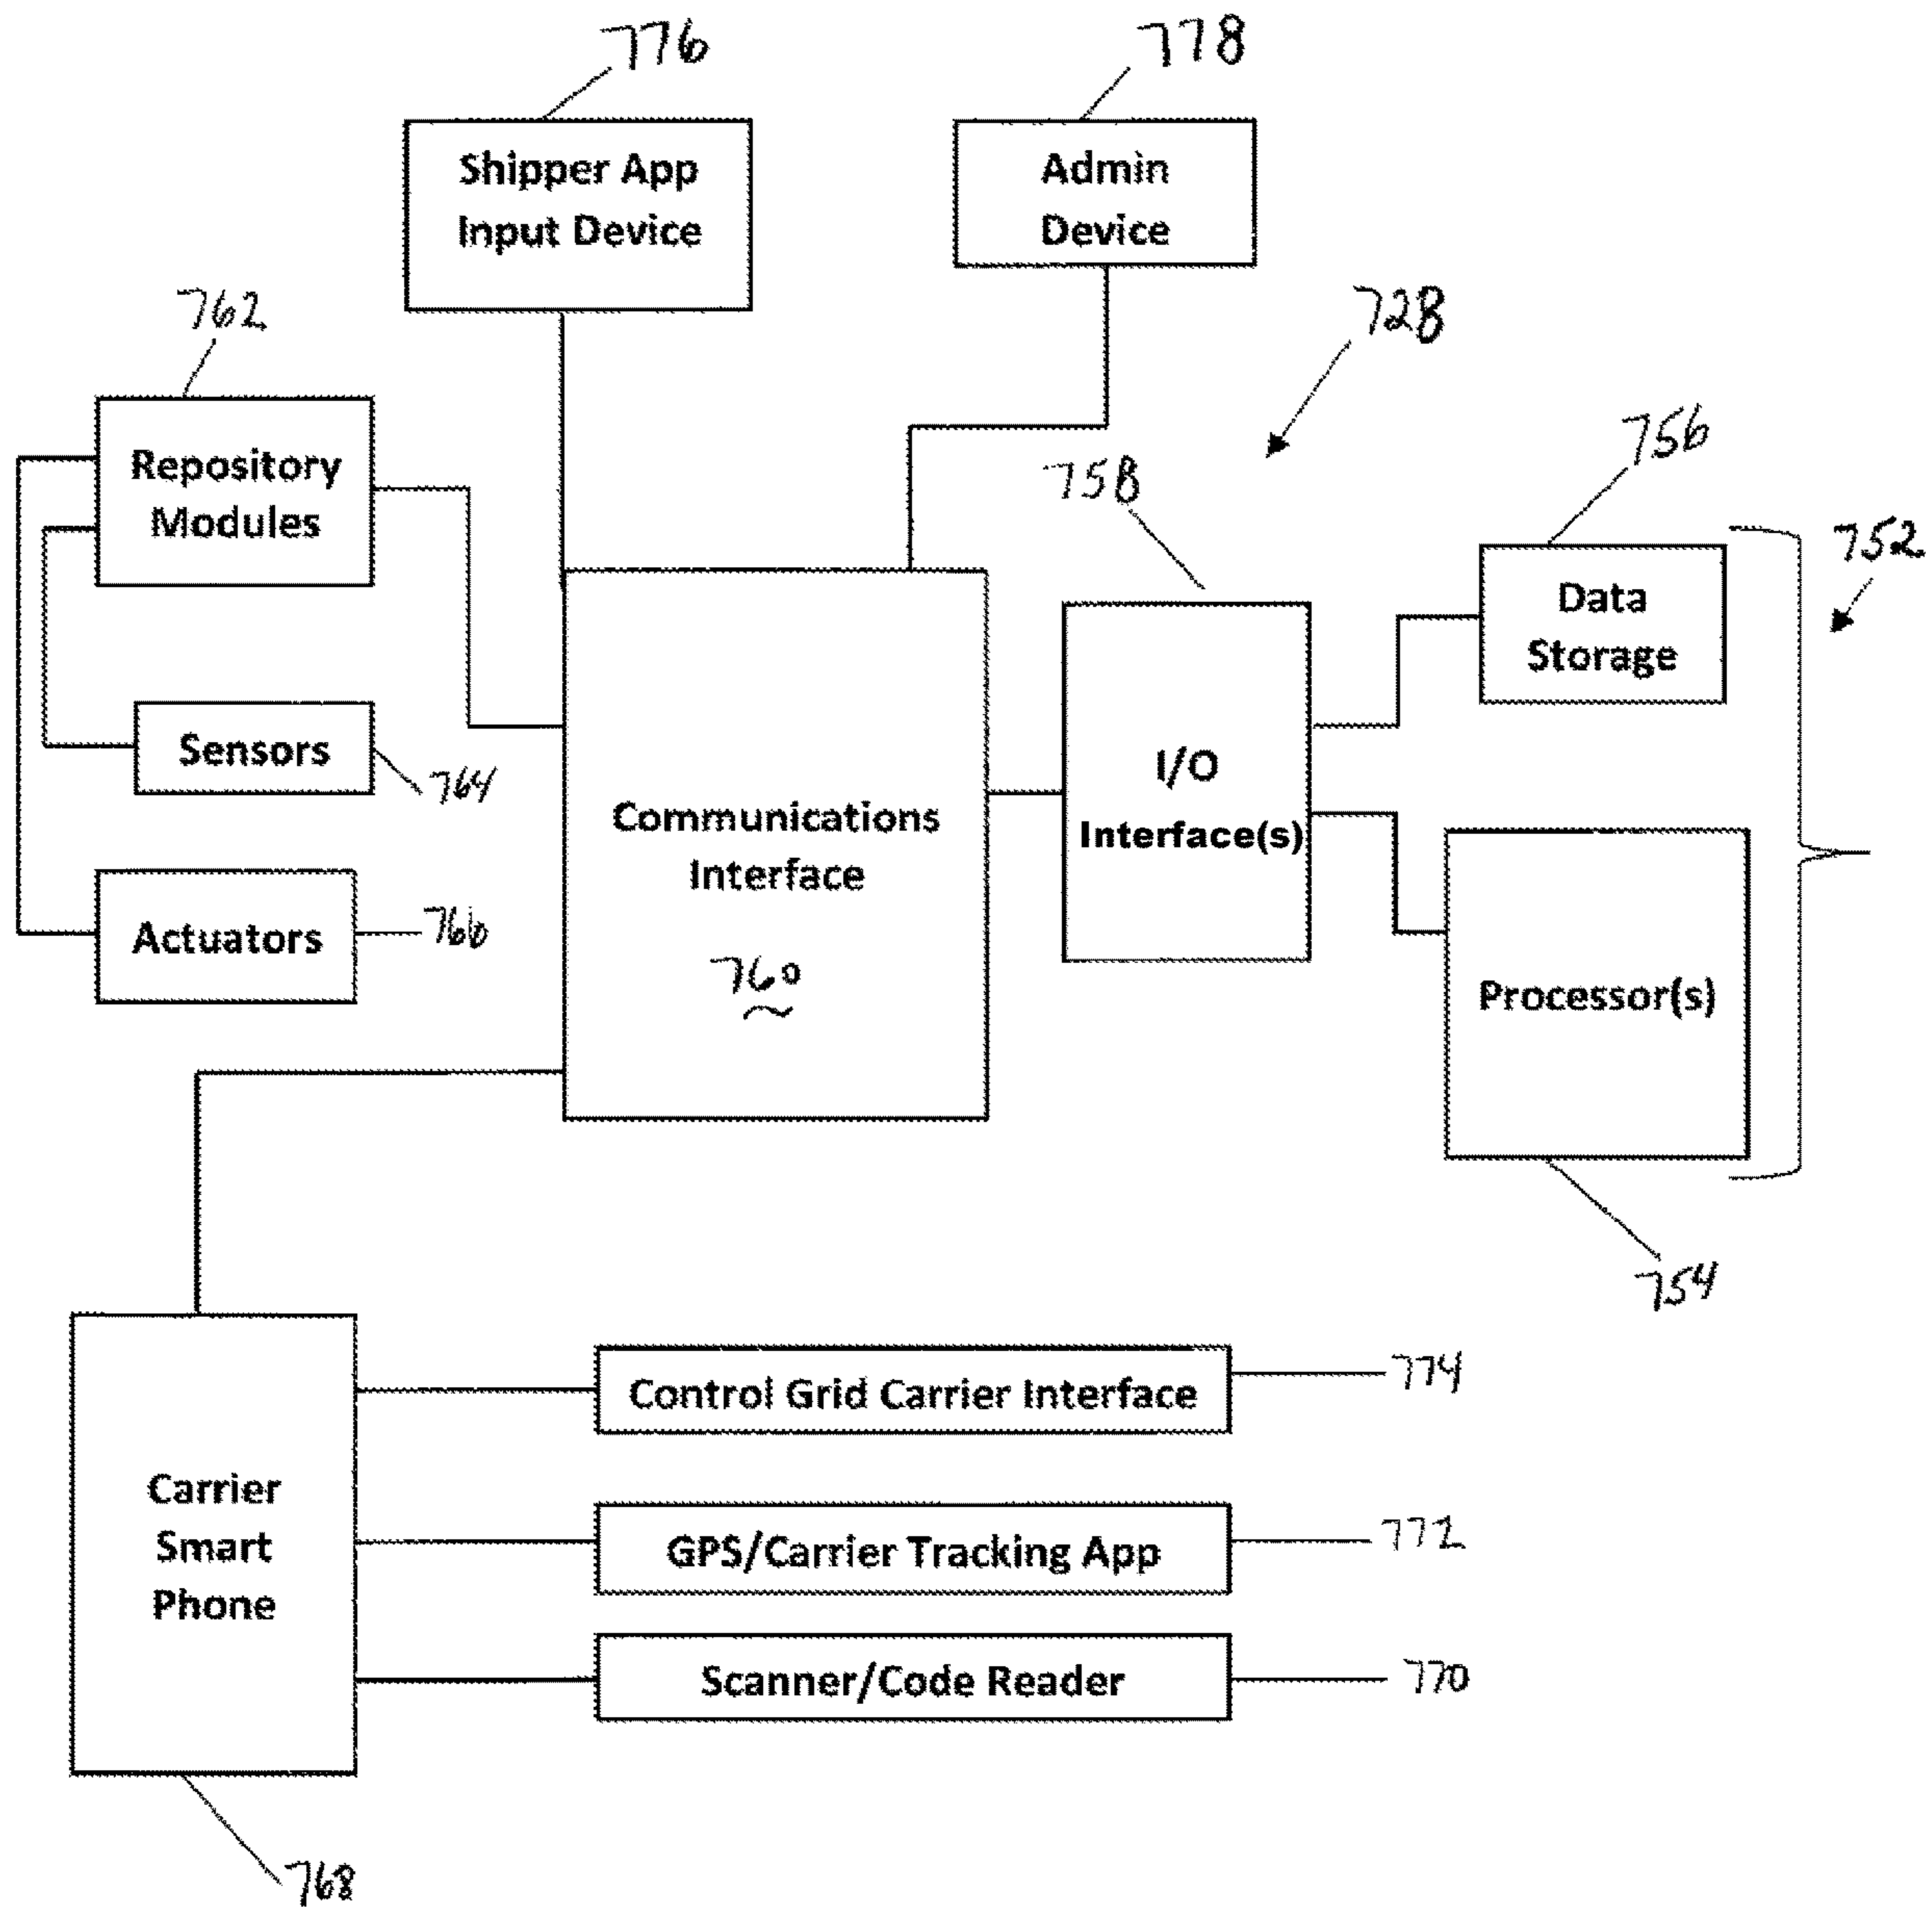 776
778
Shipper App
Input Device
Admin
Device
762
728
Repository
Modules
758
756
752
Data
Storage
Sensors
764
I/O
Interface(s)
Communications
Interface
760
Actuators
766
Processor(s)
754
Carrier
Smart
Phone
Control Grid Carrier Interface
774
GPS/Carrier Tracking App
772
Scanner/Code Reader
770
768